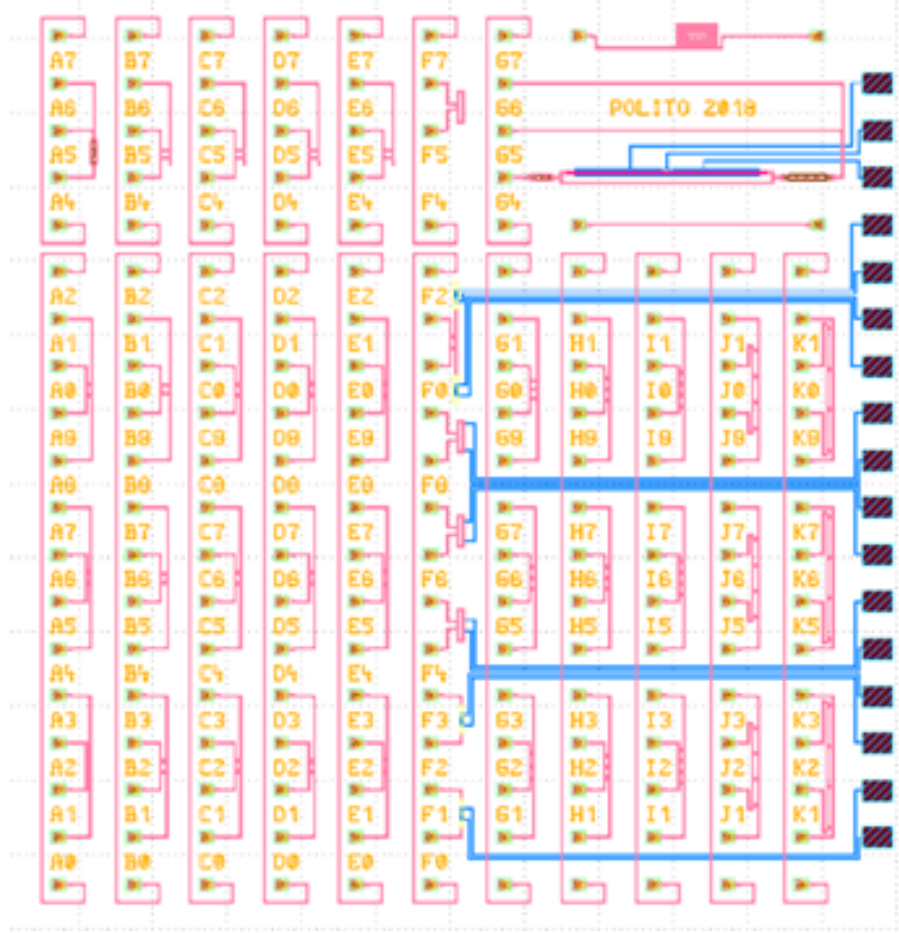 A7 B7 C7 D7 E7 F7 G7
A6 B6 C6 D6 E6 G6 POLITO 2018
A5 B5 C5 D5 E5 F5 G5
A4 B4 C4 D4 E4 F4 G4
A2 B2 C2 D2 E2 F2
A1 B1 C1 D1 E1 G1 H1 I1 J1 K1
A0 B0 C0 D0 E0 F0 G0 H0 I0 J0 K0
A9 B9 C9 D9 E9 G9 H9 I9 J9 K9
A7 B7 C7 D7 E7 G7 H7 I7 J7 K7
A6 B6 C6 D6 E6 F6 G6 H6 I6 J6 K6
A5 B5 C5 D5 E5 G5 H5 I5 J5 K5
A4 B4 C4 D4 E4 F4
A3 B3 C3 D3 E3 F3 G3 H3 I3 J3 K3
A2 B2 C2 D2 E2 F2 G2 H2 I2 J2 K2
A1 B1 C1 D1 E1 F1 G1 H1 I1 J1 K1
A0 B0 C0 D0 E0 F0